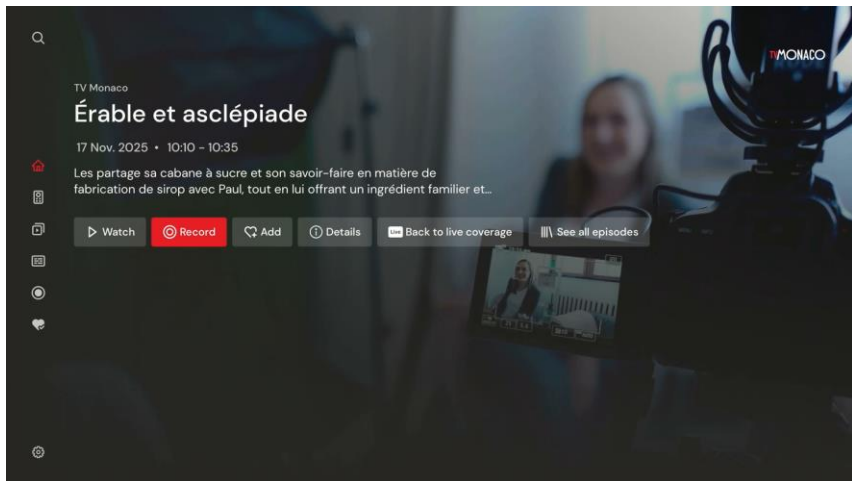 TVMONACO
TV Monaco
Érable et asclépiade
17 Nov. 2025 • 10:10 - 10:35
Les partage sa cabane à sucre et son savoir-faire en matière de
fabrication de sirop avec Paul, tout en lui offrant un ingrédient familier et...
Watch
Record
Add
Details
Live Back to live coverage
See all episodes